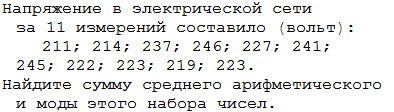 Напряжение в электрической сети
за 11 измерений составило (вольт):
211; 214; 237; 246; 227; 241;
245; 222; 223; 219; 223.
Найдите сумму среднего арифметического
и моды этого набора чисел.